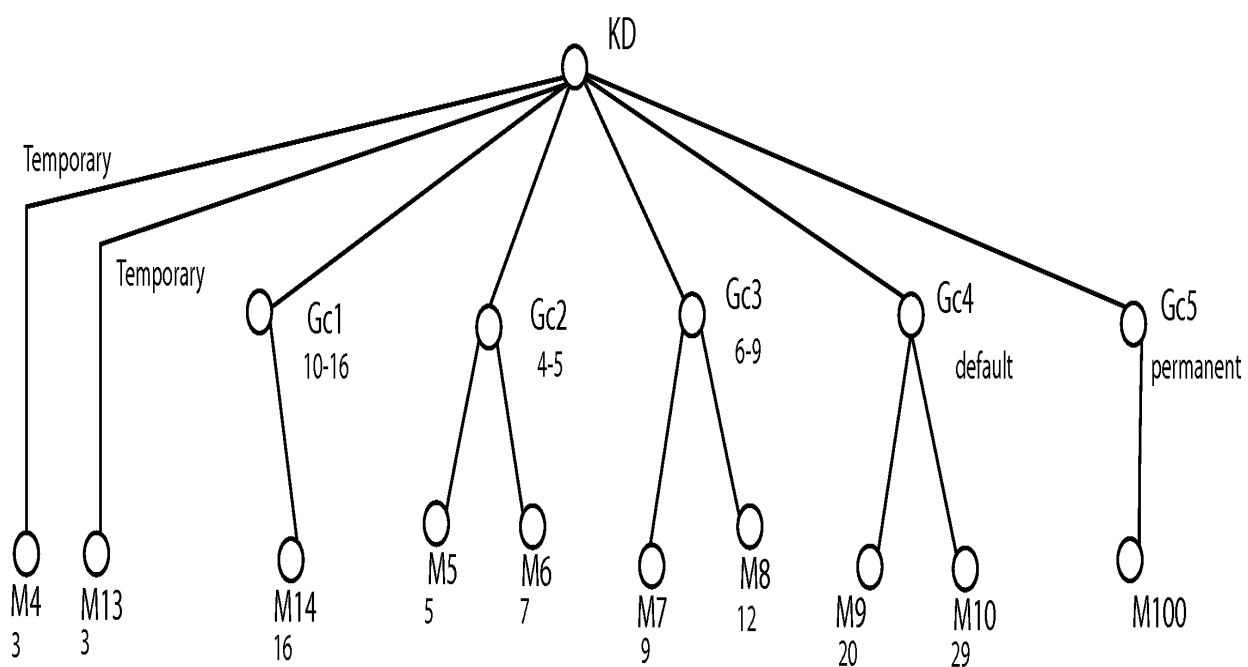 KD
Temporary
Temporary
Gc1
10-16
Gc2
4-5
Gc3
6-9
Gc4
default
Gc5
permanent
M4
3
M13
3
M14
16
M5
5
M6
7
M7
9
M8
12
M9
20
M10
29
M100